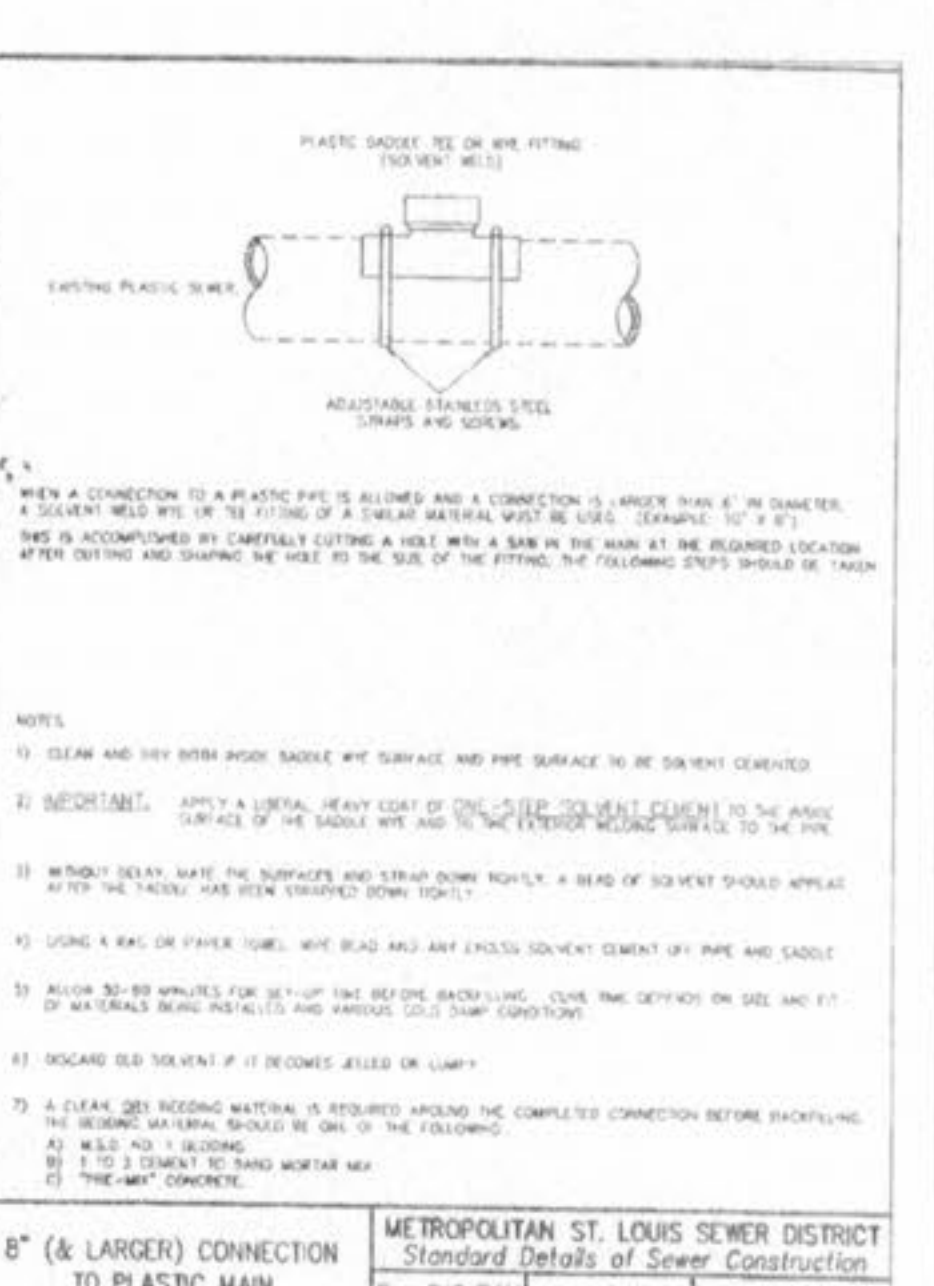 PLASTIC SADDLE TEE OR WYE FITTING
(SOLVENT WELD)
EXISTING PLASTIC SEWER
ADJUSTABLE STAINLESS STEEL
STRAPS AND SCREWS
WHEN A CONNECTION TO A PLASTIC PIPE IS ALLOWED AND A CONNECTION IS LARGER THAN 6" IN DIAMETER,
A SOLVENT WELD WYE OR TEE FITTING OF A SIMILAR MATERIAL MUST BE USED. (EXAMPLE: 10" X 8")
THIS IS ACCOMPLISHED BY CAREFULLY CUTTING A HOLE WITH A SAW IN THE MAIN AT THE REQUIRED LOCATION
AFTER CUTTING AND SHAPING THE HOLE TO THE SIZE OF THE FITTING, THE FOLLOWING STEPS SHOULD BE TAKEN
NOTES
1) CLEAN AND DRY BOTH INSIDE SADDLE WYE SURFACE AND PIPE SURFACE TO BE SOLVENT CEMENTED.
2) IMPORTANT: APPLY A LIBERAL HEAVY COAT OF ONE-STEP SOLVENT CEMENT TO THE INSIDE
SURFACE OF THE SADDLE WYE AND TO THE EXTERIOR WELDING SURFACE TO THE PIPE
3) WITHOUT DELAY, MATE THE SURFACES AND STRAP DOWN TIGHTLY. A BEAD OF SOLVENT SHOULD APPEAR
AFTER THE SADDLE HAS BEEN STRAPPED DOWN TIGHTLY.
4) USING A RAG OR PAPER TOWEL, WIPE BEAD AND ANY EXCESS SOLVENT CEMENT OFF PIPE AND SADDLE
5) ALLOW MINUTES FOR SET-UP TIME BEFORE BACKFILLING. CURE TIME DEPENDS ON SIZE AND FIT
OF MATERIALS BEING INSTALLED AND VARIOUS COLD DAMP CONDITIONS
6) DISCARD OLD SOLVENT IF IT BECOMES JELLED OR LUMPY
7) A CLEAN, DRY BEDDING MATERIAL IS REQUIRED AROUND THE COMPLETED CONNECTION BEFORE BACKFILLING.
THE BEDDING MATERIAL SHOULD BE ONE OF THE FOLLOWING
A) M.S.D. NO. 1 BEDDING
B) 1 TO 3 CEMENT TO SAND MORTAR MIX
C) "PRE-MIX" CONCRETE.
8" (& LARGER) CONNECTION
TO PLASTIC MAIN
METROPOLITAN ST. LOUIS SEWER DISTRICT
Standard Details of Sewer Construction